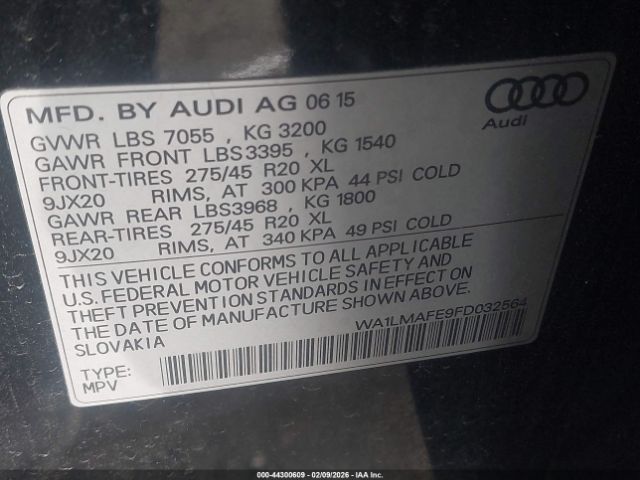 MFD. BY AUDI AG 06 15
GVWR LBS 7055 , KG 3200
GAWR FRONT LBS3395 , KG 1540
FRONT-TIRES 275/45 R20 XL
9JX20 RIMS, AT 300 KPA 44 PSI COLD
GAWR REAR LBS3968 , KG 1800
REAR-TIRES 275/45 R20 XL
9JX20 RIMS, AT 340 KPA 49 PSI COLD
THIS VEHICLE CONFORMS TO ALL APPLICABLE
U.S. FEDERAL MOTOR VEHICLE SAFETY AND
THEFT PREVENTION STANDARDS IN EFFECT ON
THE DATE OF MANUFACTURE SHOWN ABOVE.
SLOVAKIA WA1LMAFE9FD032564
TYPE:
MPV
Audi
000-44300609 - 02/09/2026 - IAA Inc.